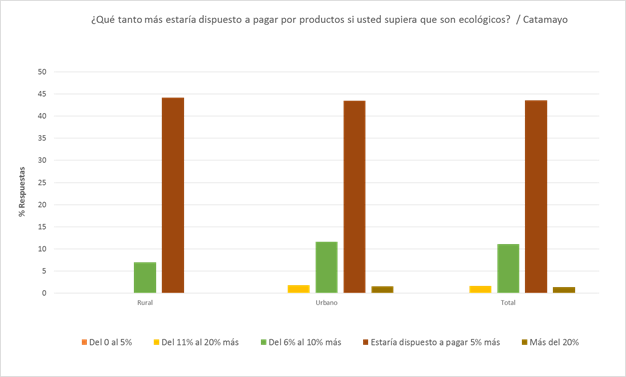 ¿Qué tanto más estaría dispuesto a pagar por productos si usted supiera que son ecológicos? / Catamayo
50
45
40
35
30
25
20
15
10
5
0
% Respuestas
Rural Urbano Total
Del 0 al 5% Del 11% al 20% más Del 6% al 10% más Estaría dispuesto a pagar 5% más Más del 20%